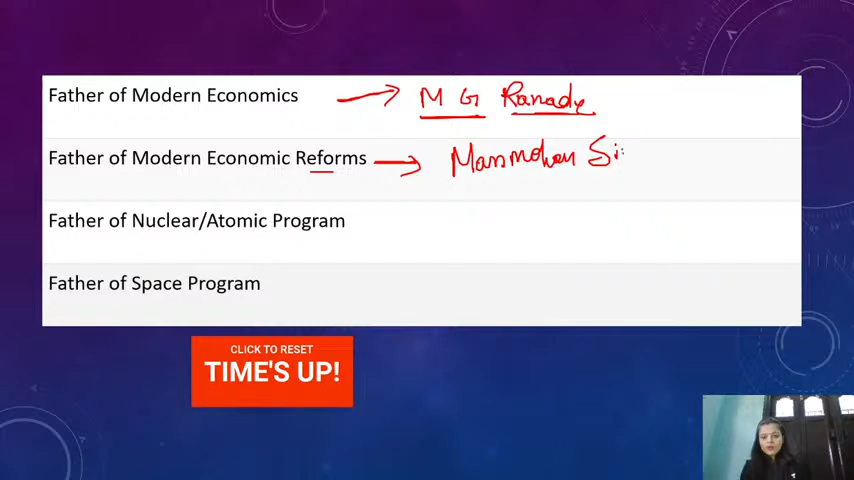 Father of Modern Economics → M G Ranade
Father of Modern Economic Reforms → Manmohan Si
Father of Nuclear/Atomic Program
Father of Space Program
CLICK TO RESET
TIME'S UP!